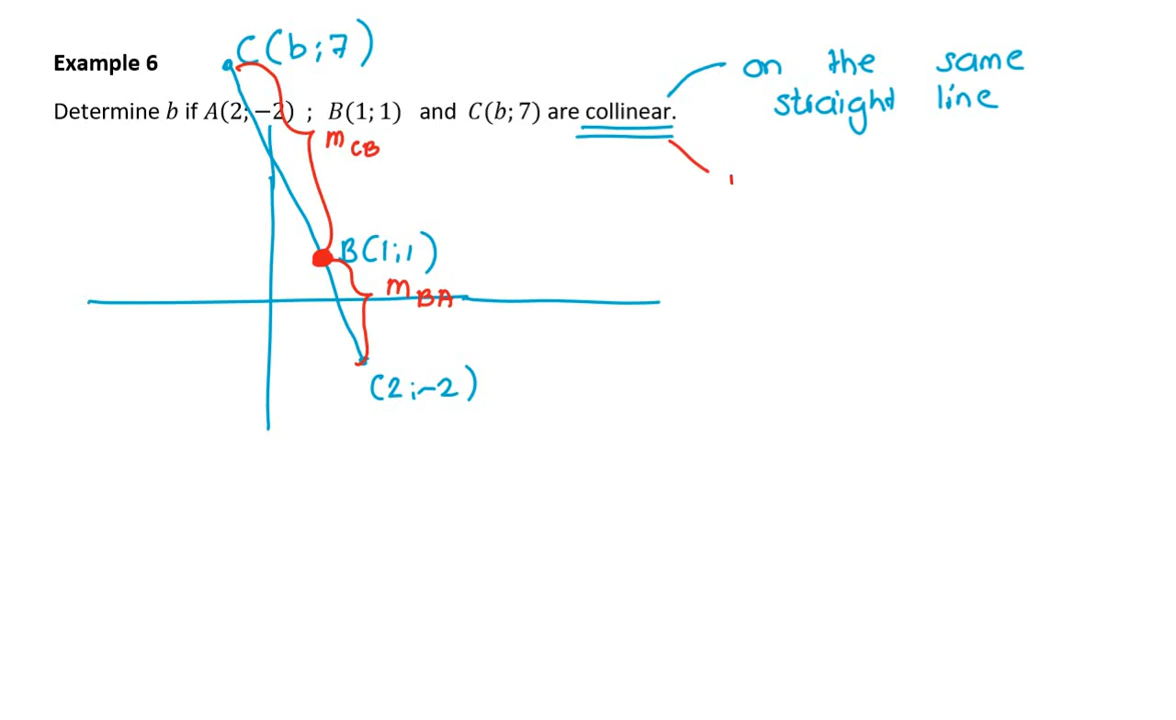 Example 6
C(b;7)
Determine b if A(2; −2) ; B(1; 1) and C(b; 7) are collinear.
on the same
straight line
m CB
B(1;1)
m BA
(2;-2)